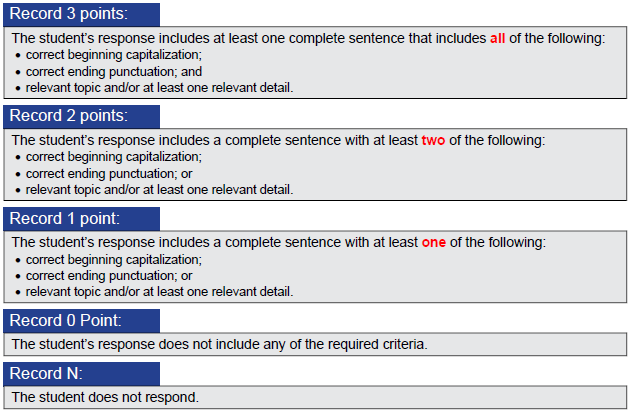 Record 3 points:
The student's response includes at least one complete sentence that includes all of the following:
• correct beginning capitalization;
• correct ending punctuation; and
• relevant topic and/or at least one relevant detail.
Record 2 points:
The student's response includes a complete sentence with at least two of the following:
• correct beginning capitalization;
• correct ending punctuation; or
• relevant topic and/or at least one relevant detail.
Record 1 point:
The student's response includes a complete sentence with at least one of the following:
• correct beginning capitalization;
• correct ending punctuation; or
• relevant topic and/or at least one relevant detail.
Record 0 Point:
The student's response does not include any of the required criteria.
Record N:
The student does not respond.